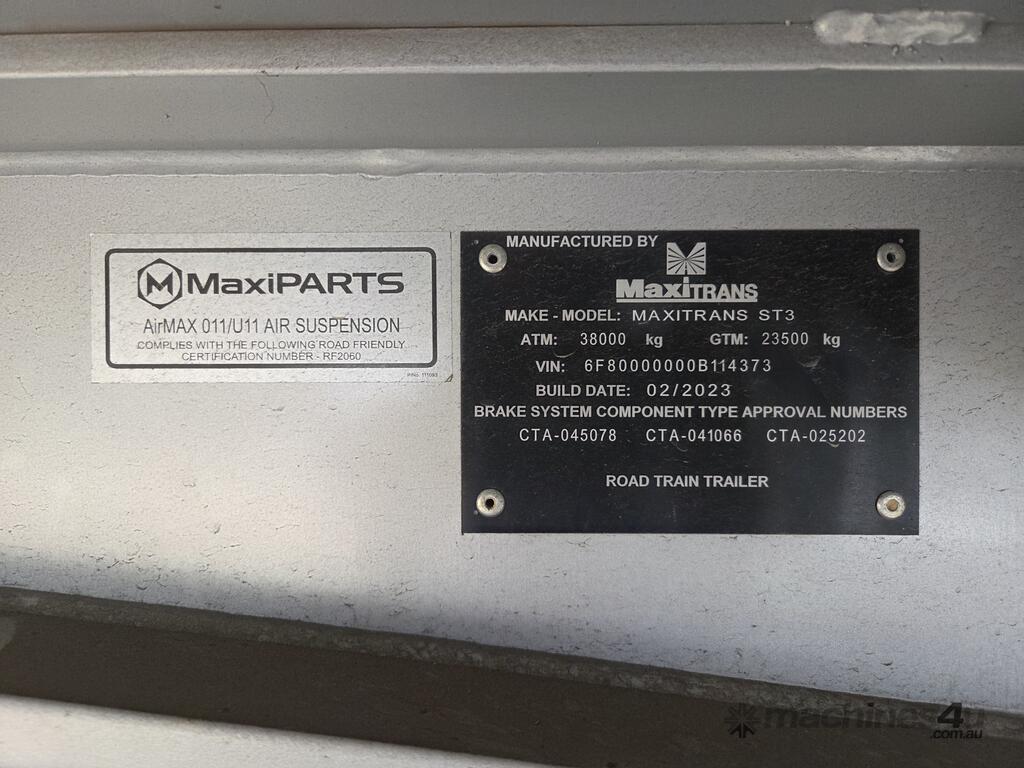 MaxiPARTS
AirMAX 011/U11 AIR SUSPENSION
COMPLIES WITH THE FOLLOWING ROAD FRIENDLY
CERTIFICATION NUMBER - RF2060
P/No. 111093
MANUFACTURED BY
MaxiTRANS
MAKE - MODEL: MAXITRANS ST3
ATM: 38000 kg GTM: 23500 kg
VIN: 6F80000000B114373
BUILD DATE: 02/2023
BRAKE SYSTEM COMPONENT TYPE APPROVAL NUMBERS
CTA-045078 CTA-041066 CTA-025202
ROAD TRAIN TRAILER
machines4u
.com.au